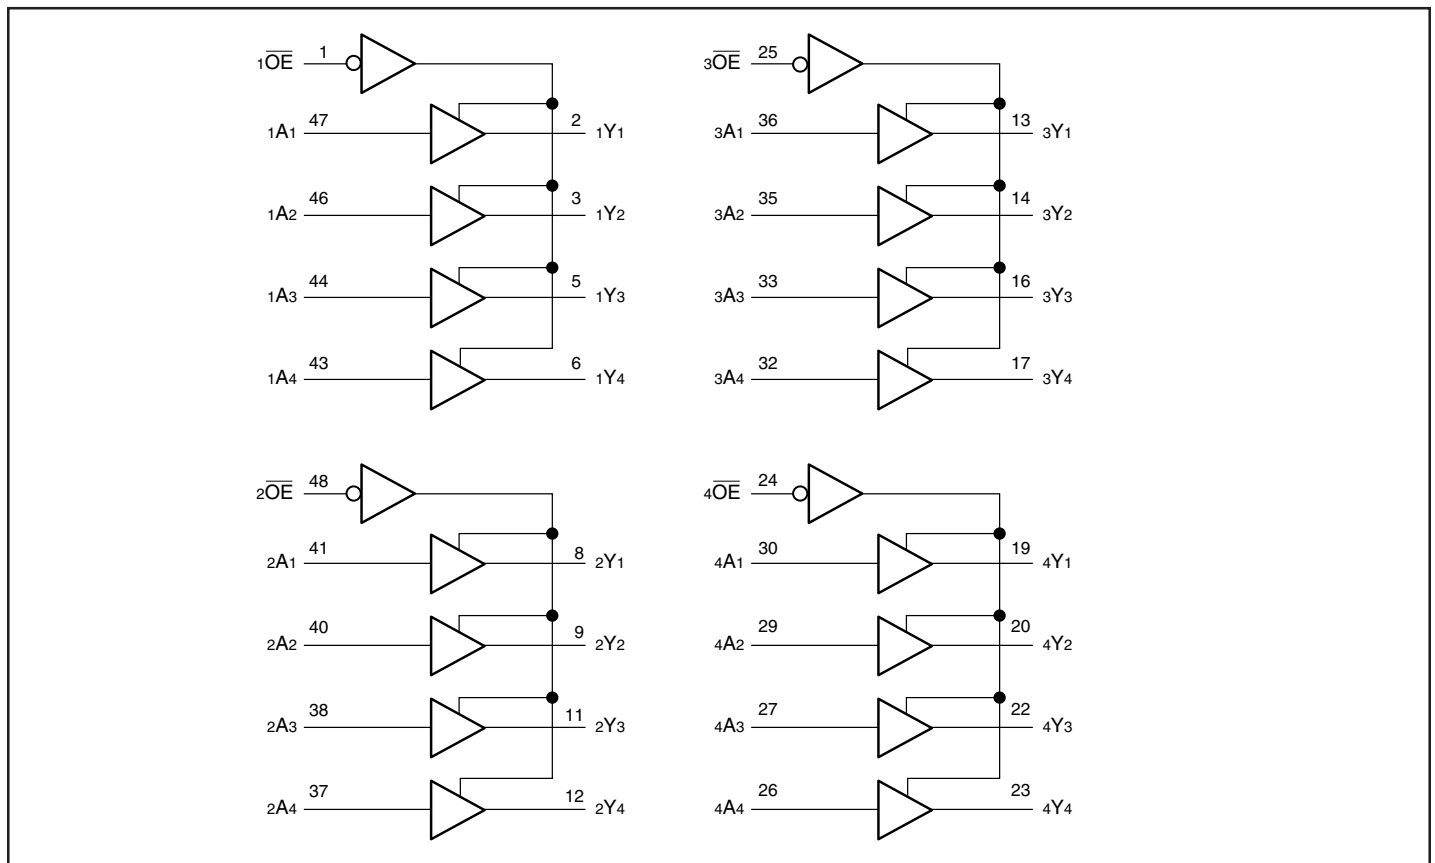 1OE 1
1A1 47 2 1Y1
1A2 46 3 1Y2
1A3 44 5 1Y3
1A4 43 6 1Y4
3OE 25
3A1 36 13 3Y1
3A2 35 14 3Y2
3A3 33 16 3Y3
3A4 32 17 3Y4
2OE 48
2A1 41 8 2Y1
2A2 40 9 2Y2
2A3 38 11 2Y3
2A4 37 12 2Y4
4OE 24
4A1 30 19 4Y1
4A2 29 20 4Y2
4A3 27 22 4Y3
4A4 26 23 4Y4